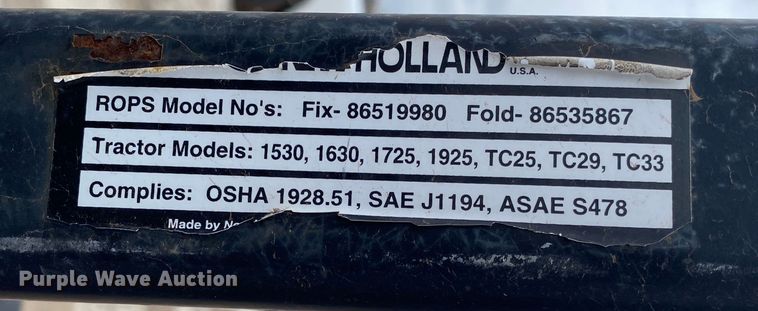 HOLLAND
U.S.A.
ROPS Model No's: Fix- 86519980 Fold- 86535867
Tractor Models: 1530, 1630, 1725, 1925, TC25, TC29, TC33
Complies: OSHA 1928.51, SAE J1194, ASAE S478
Made by
Purple Wave Auction